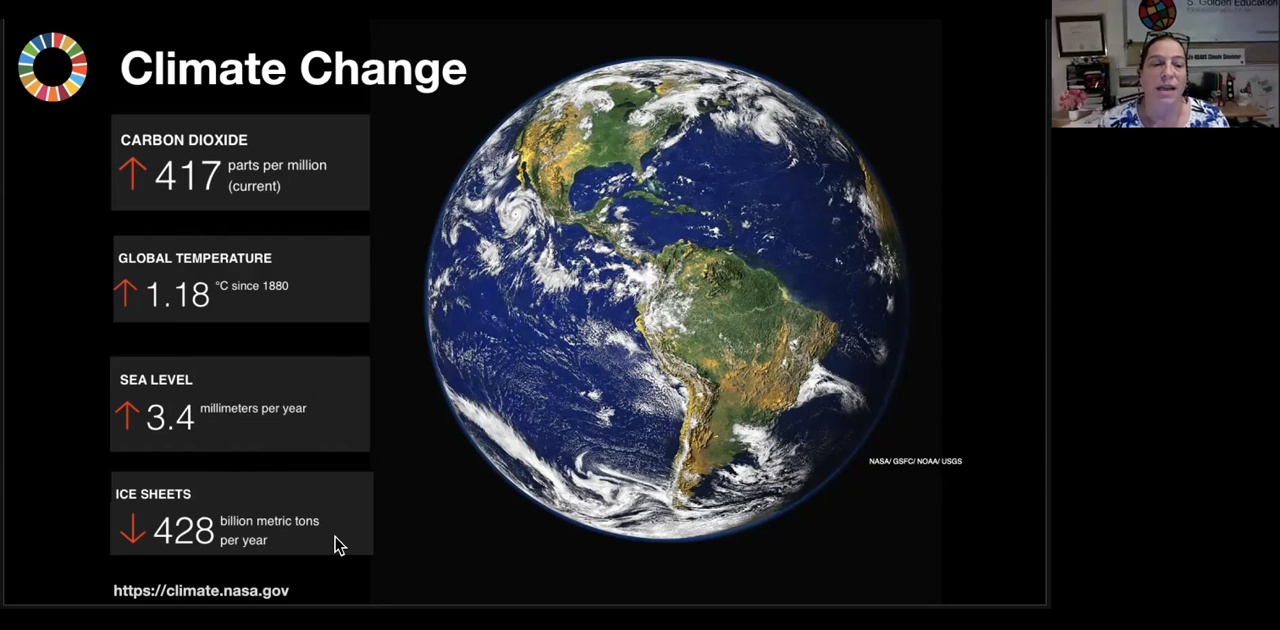 Climate Change
CARBON DIOXIDE
↑ 417 parts per million
(current)
GLOBAL TEMPERATURE
↑ 1.18 °C since 1880
SEA LEVEL
↑ 3.4 millimeters per year
ICE SHEETS
↓ 428 billion metric tons
per year
https://climate.nasa.gov
NASA/ GSFC/ NOAA/ USGS
S. Golden Education